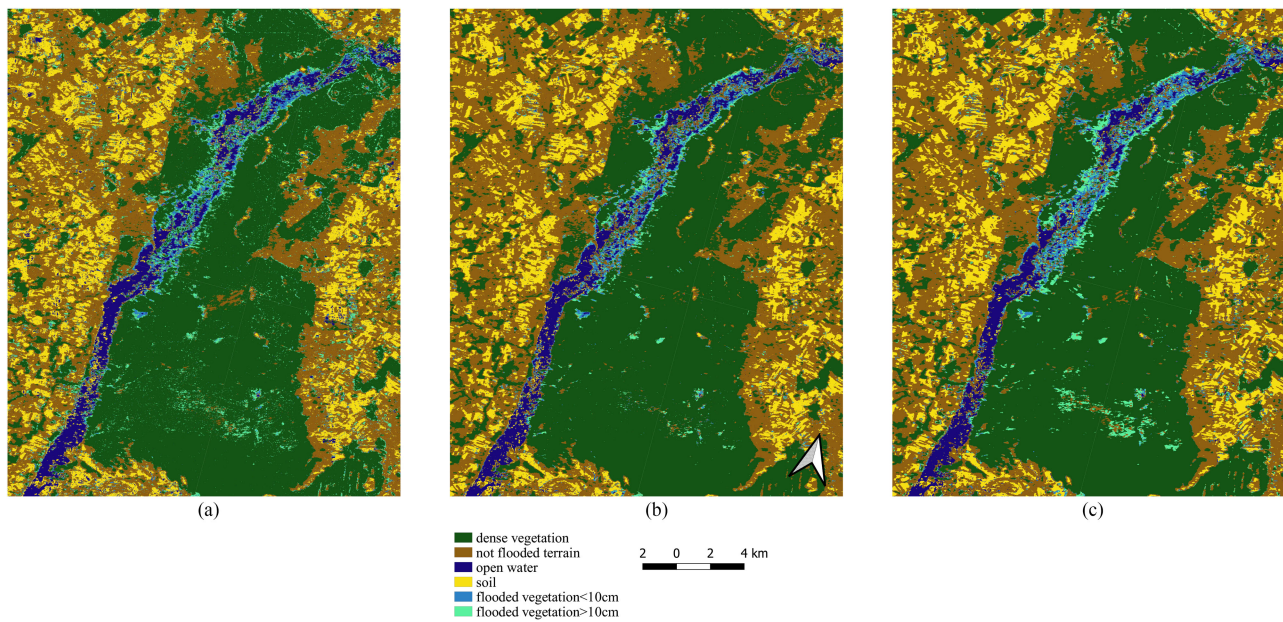 (a)
(b)
(c)
dense vegetation
not flooded terrain
open water
soil
flooded vegetation<10cm
flooded vegetation>10cm
2 0 2 4 km